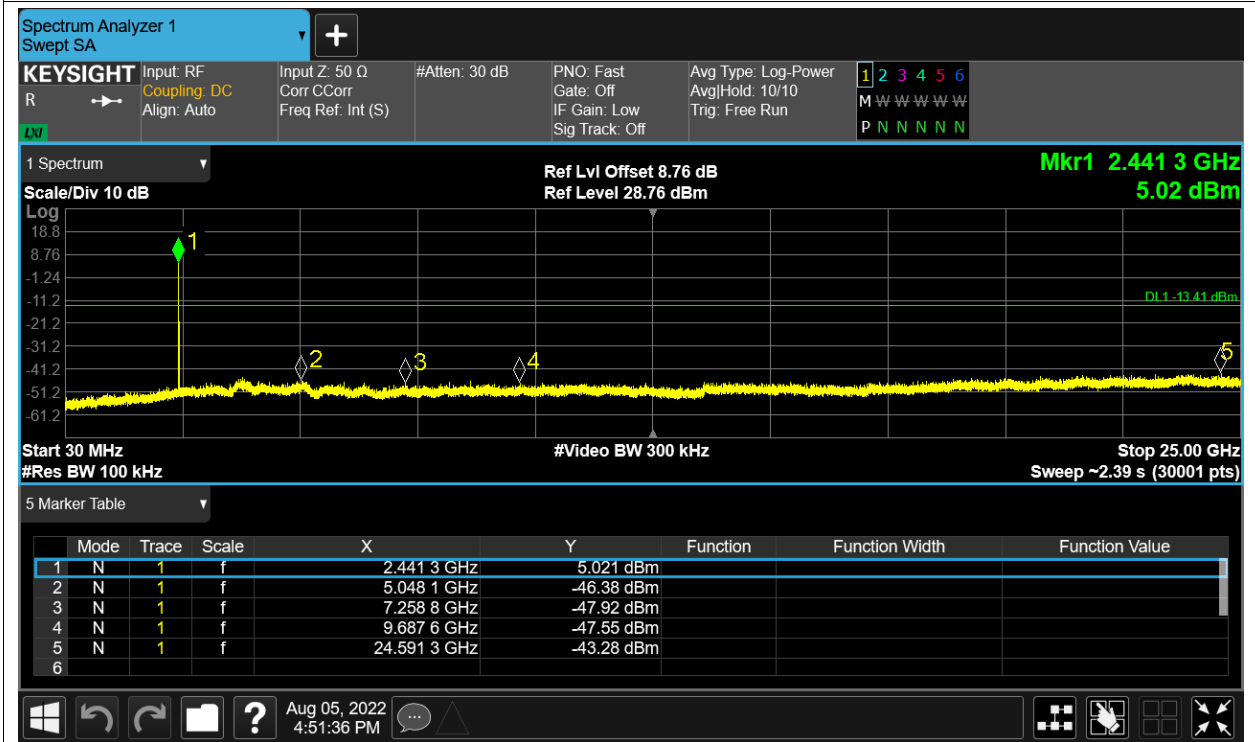 Spectrum Analyzer 1
Swept SA
KEYSIGHT
R
LXI
Input: RF
Coupling: DC
Align: Auto
Input Z: 50 Ω
Corr CCorr
Freq Ref: Int (S)
#Atten: 30 dB
PNO: Fast
Gate: Off
IF Gain: Low
Sig Track: Off
Avg Type: Log-Power
Avg|Hold: 10/10
Trig: Free Run
1 2 3 4 5 6
M W W W W W
P N N N N N
1 Spectrum
Scale/Div 10 dB
Ref Lvl Offset 8.76 dB
Ref Level 28.76 dBm
Mkr1 2.441 3 GHz
5.02 dBm
Log
18.8
8.76
-1.24
-11.2
-21.2
-31.2
-41.2
-51.2
-61.2
1
2
3
4
5
DL1 -13.41 dBm
Start 30 MHz
#Res BW 100 kHz
#Video BW 300 kHz
Stop 25.00 GHz
Sweep ~2.39 s (30001 pts)
5 Marker Table
Mode Trace Scale X Y Function Function Width Function Value
1 N 1 f 2.441 3 GHz 5.021 dBm
2 N 1 f 5.048 1 GHz -46.38 dBm
3 N 1 f 7.258 8 GHz -47.92 dBm
4 N 1 f 9.687 6 GHz -47.55 dBm
5 N 1 f 24.591 3 GHz -43.28 dBm
6
?
Aug 05, 2022
4:51:36 PM